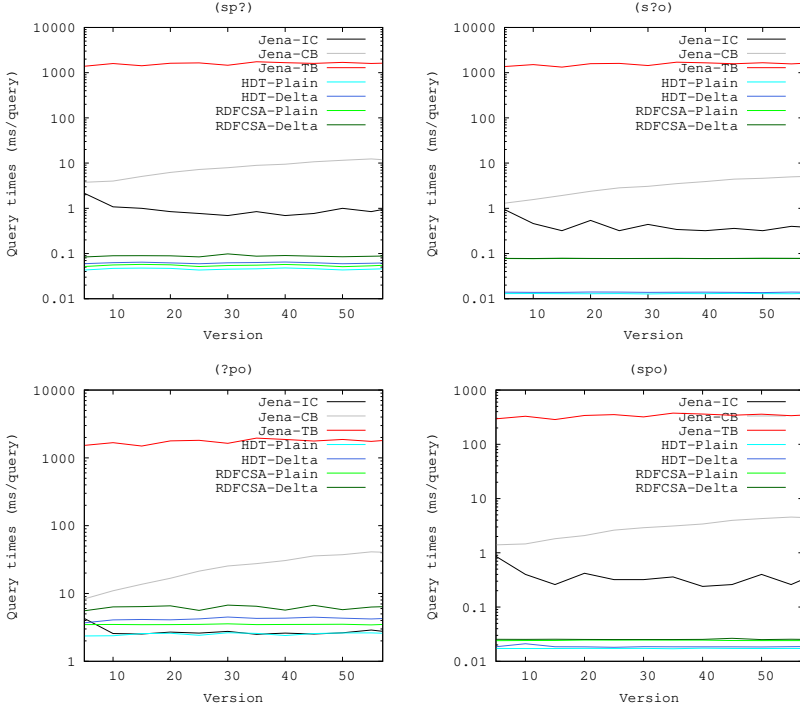 (sp?)
10000
1000
100
10
1
0.1
0.01
Query times (ms/query)
Jena-IC
Jena-CB
Jena-TB
HDT-Plain
HDT-Delta
RDFCSA-Plain
RDFCSA-Delta
10 20 30 40 50
Version
(s?o)
10000
1000
100
10
1
0.1
0.01
Query times (ms/query)
Jena-IC
Jena-CB
Jena-TB
HDT-Plain
HDT-Delta
RDFCSA-Plain
RDFCSA-Delta
10 20 30 40 50
Version
(?po)
10000
1000
100
10
1
Query times (ms/query)
Jena-IC
Jena-CB
Jena-TB
HDT-Plain
HDT-Delta
RDFCSA-Plain
RDFCSA-Delta
10 20 30 40 50
Version
(spo)
1000
100
10
1
0.1
0.01
Query times (ms/query)
Jena-IC
Jena-CB
Jena-TB
HDT-Plain
HDT-Delta
RDFCSA-Plain
RDFCSA-Delta
10 20 30 40 50
Version